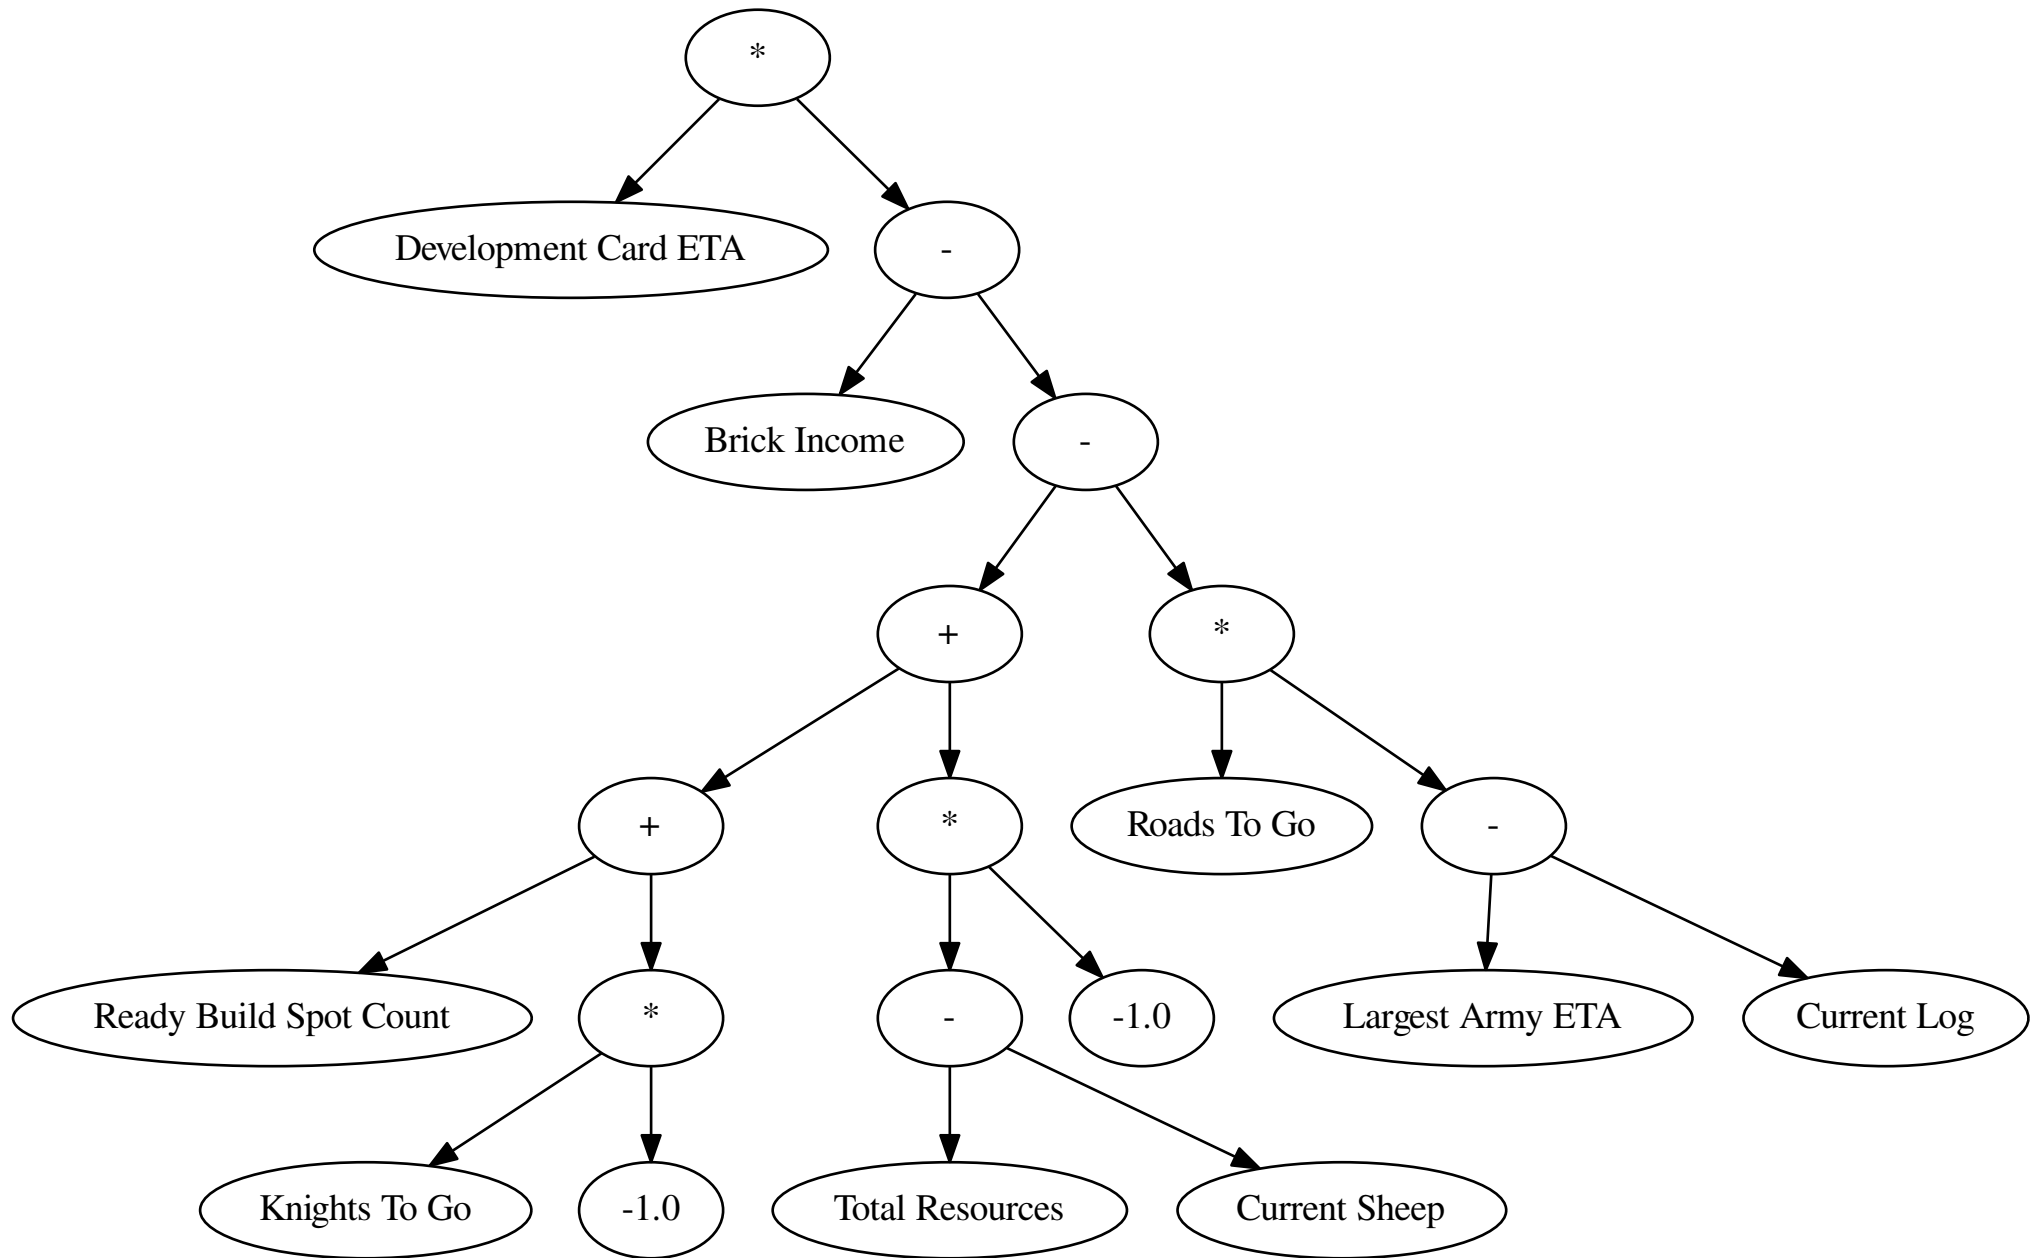 *
Development Card ETA
-
Brick Income
-
+
*
+
*
Roads To Go
-
Ready Build Spot Count
*
-
-1.0
Largest Army ETA
Current Log
Knights To Go
-1.0
Total Resources
Current Sheep